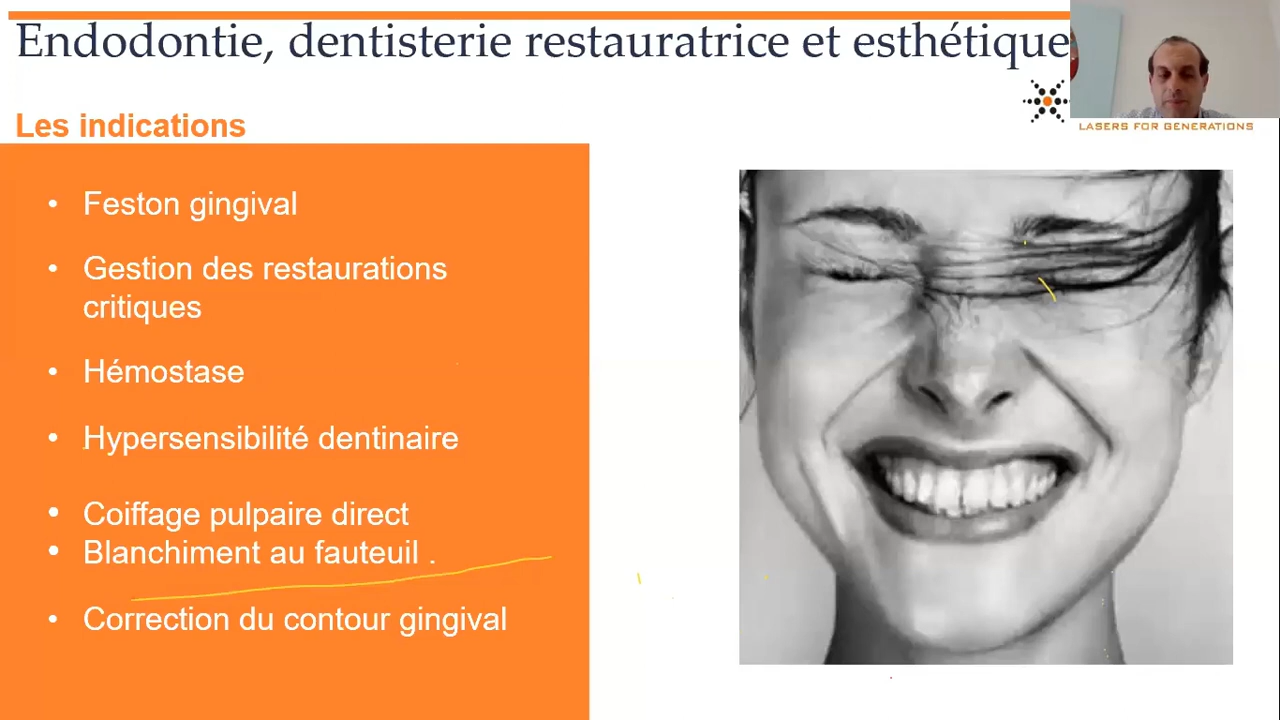 Endodontie, dentisterie restauratrice et esthétique
Les indications
LASERS FOR GENERATIONS
• Feston gingival
• Gestion des restaurations
critiques
• Hémostase
• Hypersensibilité dentinaire
• Coiffage pulpaire direct
• Blanchiment au fauteuil .
• Correction du contour gingival